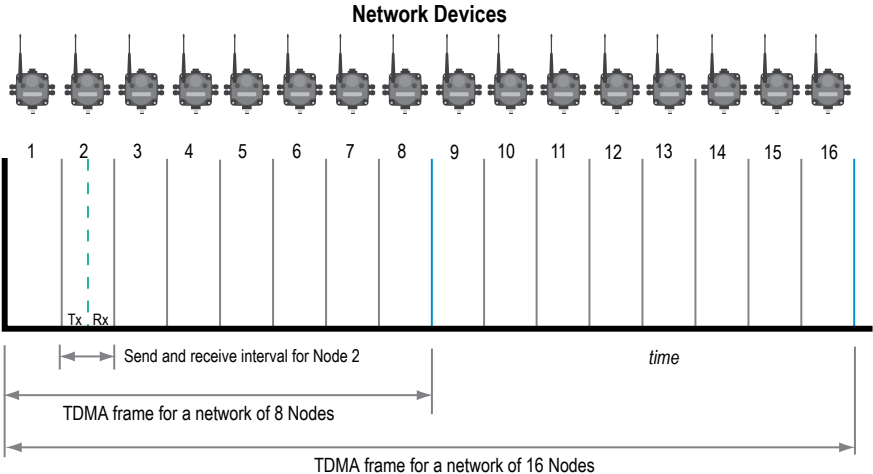 Network Devices
1 2 3 4 5 6 7 8 9 10 11 12 13 14 15 16
Tx Rx
Send and receive interval for Node 2
time
TDMA frame for a network of 8 Nodes
TDMA frame for a network of 16 Nodes